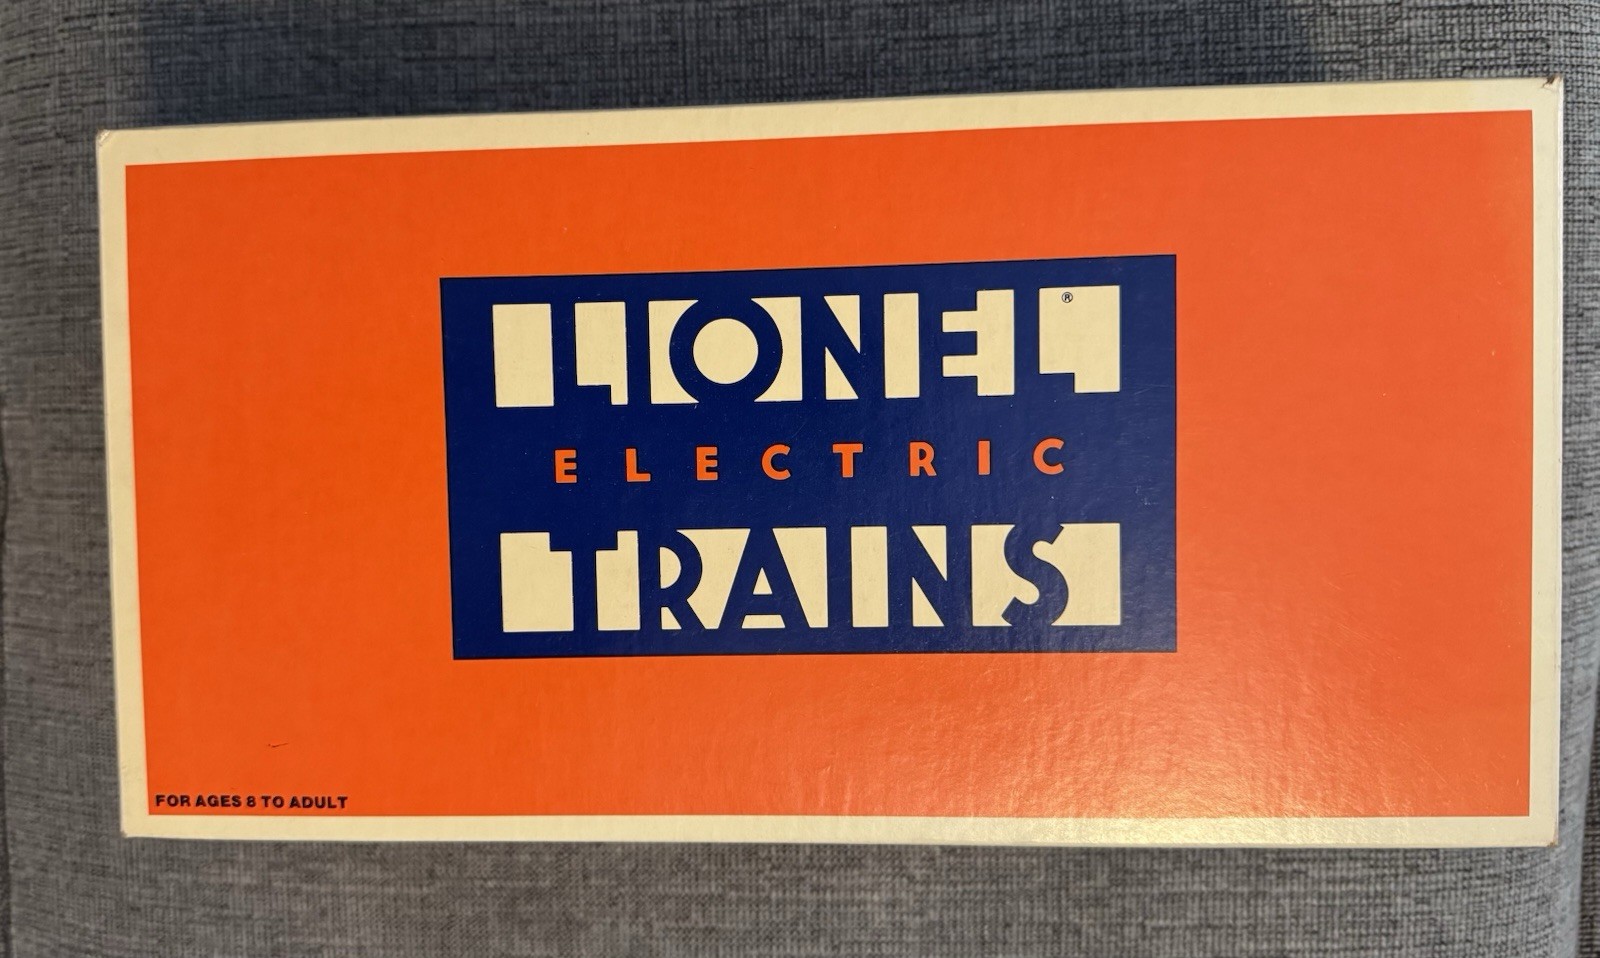 LIONEL®
ELECTRIC
TRAINS
FOR AGES 8 TO ADULT